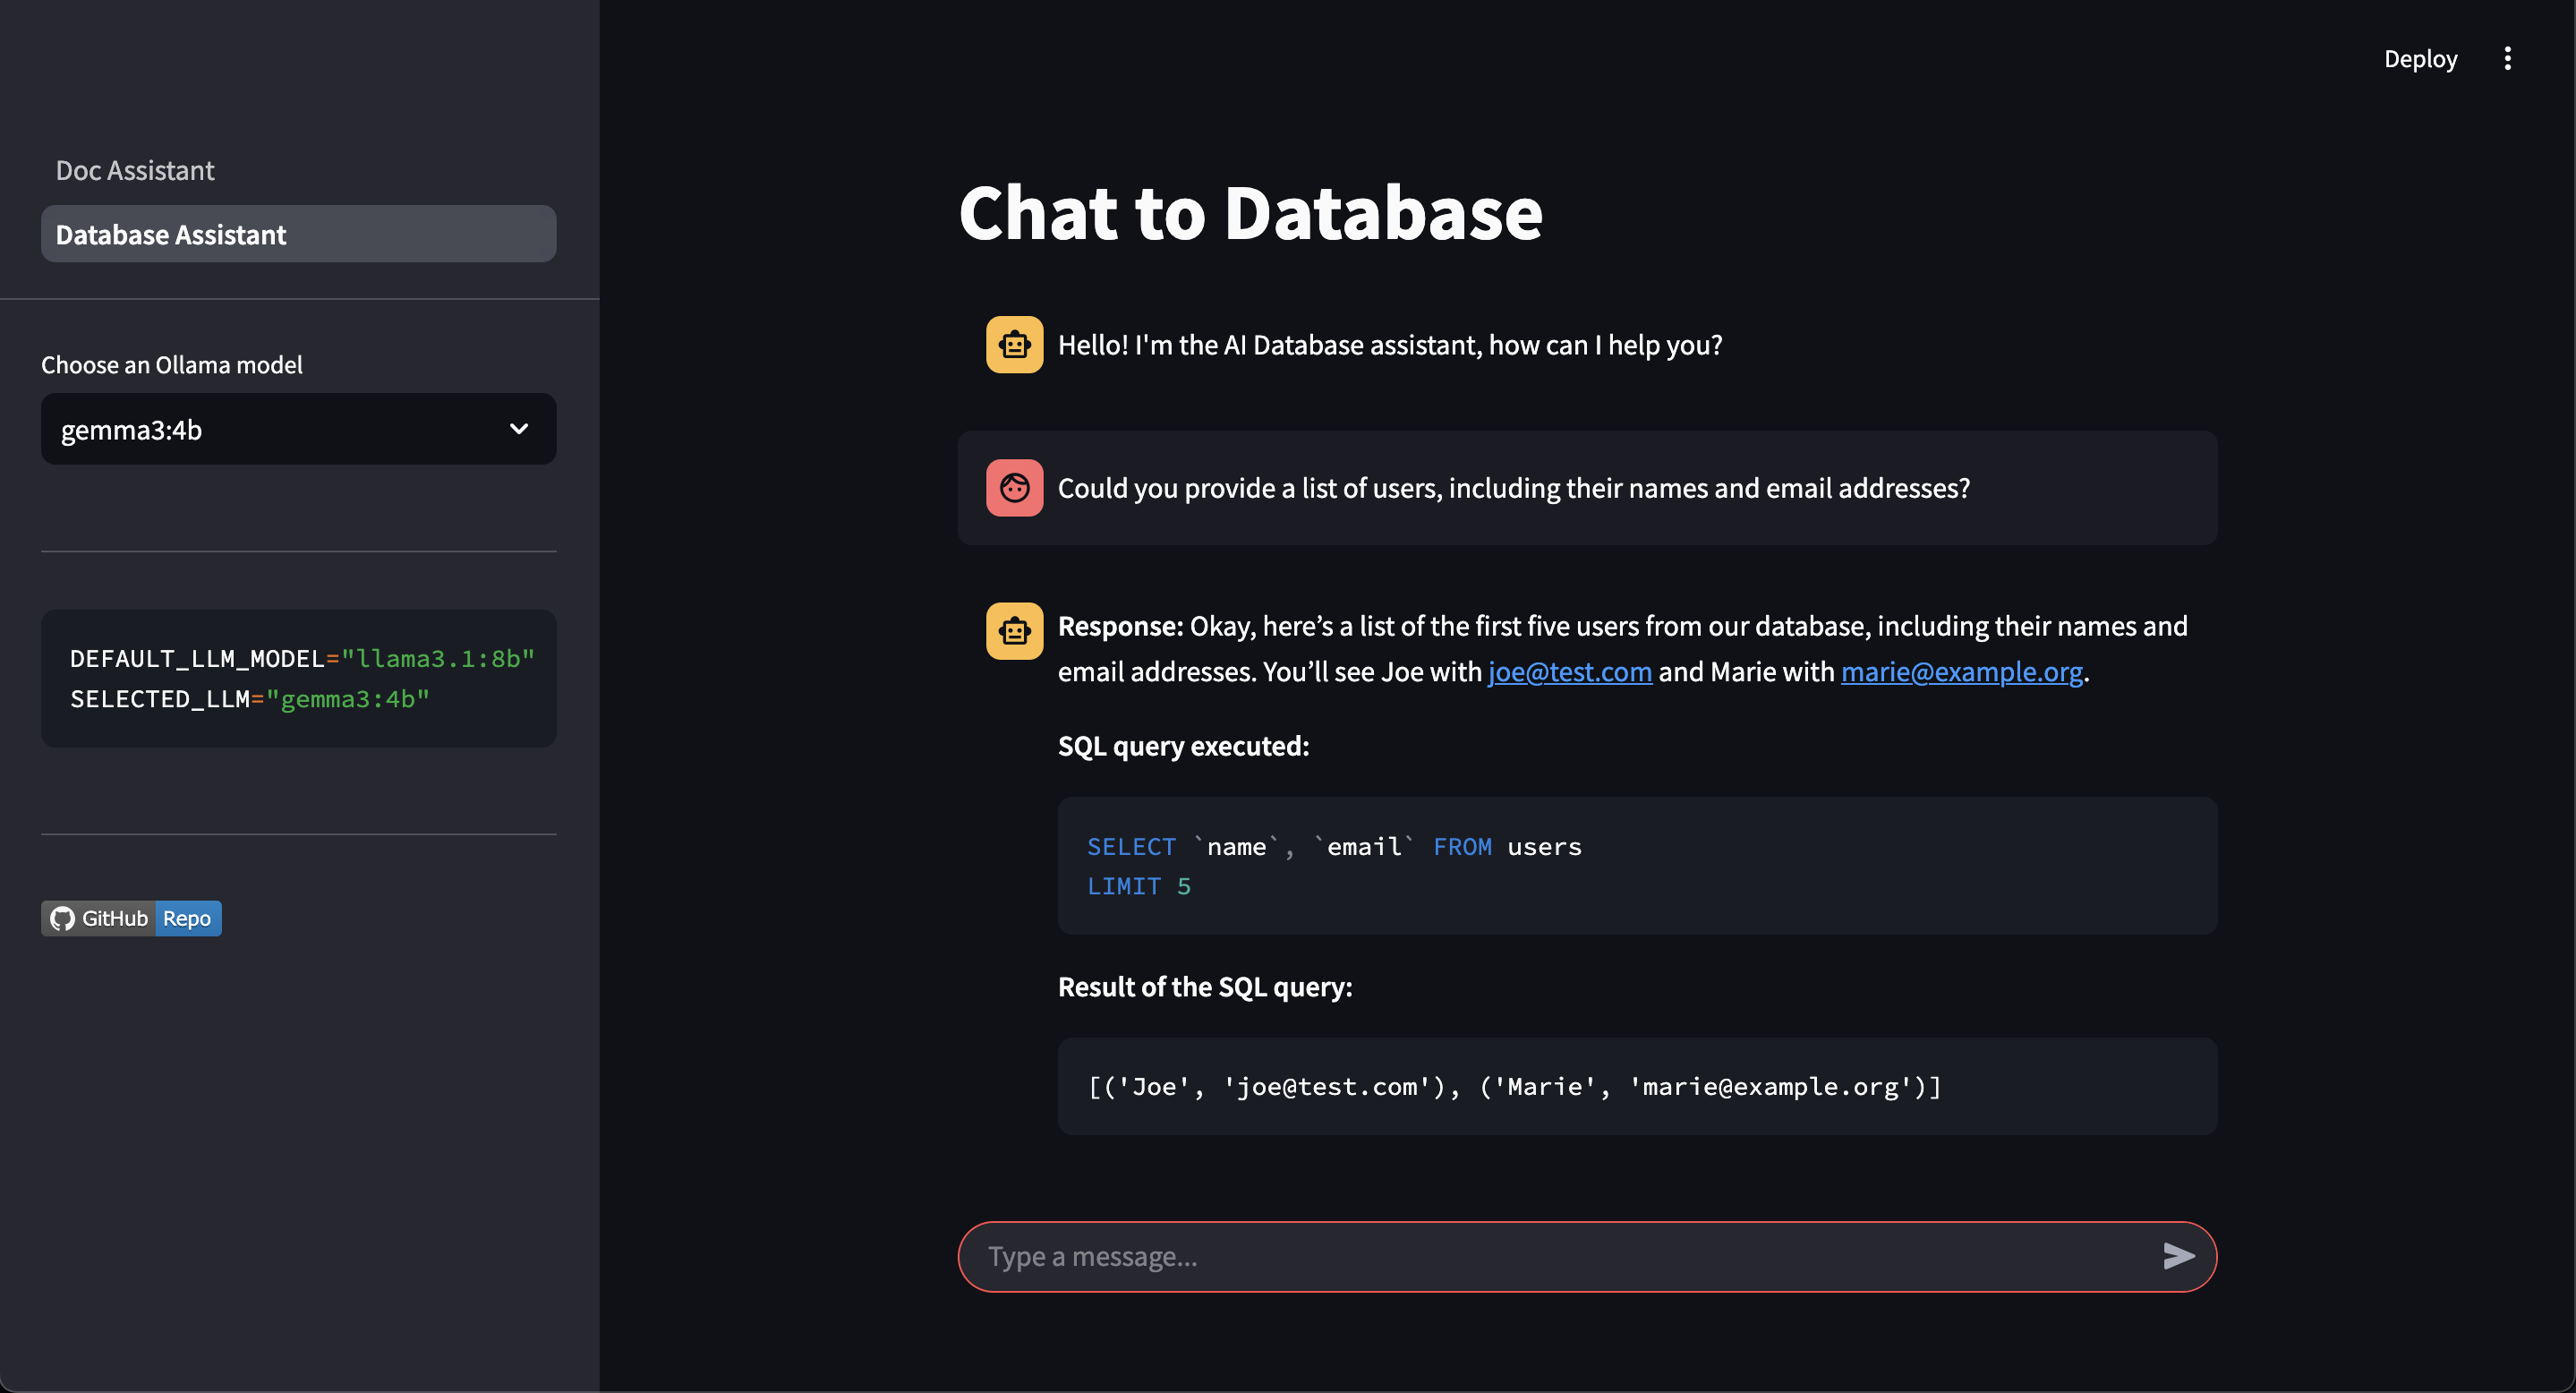 Deploy
Doc Assistant
Database Assistant
Choose an Ollama model
gemma3:4b
DEFAULT_LLM_MODEL="llama3.1:8b"
SELECTED_LLM="gemma3:4b"
GitHub Repo
Chat to Database
Hello! I'm the AI Database assistant, how can I help you?
Could you provide a list of users, including their names and email addresses?
Response: Okay, here’s a list of the first five users from our database, including their names and
email addresses. You’ll see Joe with joe@test.com and Marie with marie@example.org.
SQL query executed:
SELECT `name`, `email` FROM users
LIMIT 5
Result of the SQL query:
[('Joe', 'joe@test.com'), ('Marie', 'marie@example.org')]
Type a message...